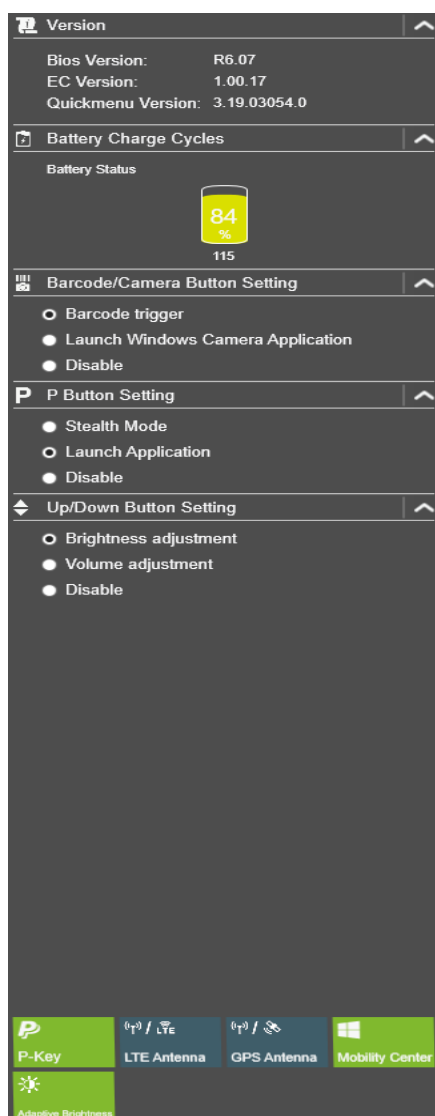 Version
Bios Version: R6.07
EC Version: 1.00.17
Quickmenu Version: 3.19.03054.0
Battery Charge Cycles
Battery Status
84
%
115
Barcode/Camera Button Setting
Barcode trigger
Launch Windows Camera Application
Disable
P P Button Setting
Stealth Mode
Launch Application
Disable
Up/Down Button Setting
Brightness adjustment
Volume adjustment
Disable
LTE
P-Key LTE Antenna GPS Antenna Mobility Center
Adaptive Brightness